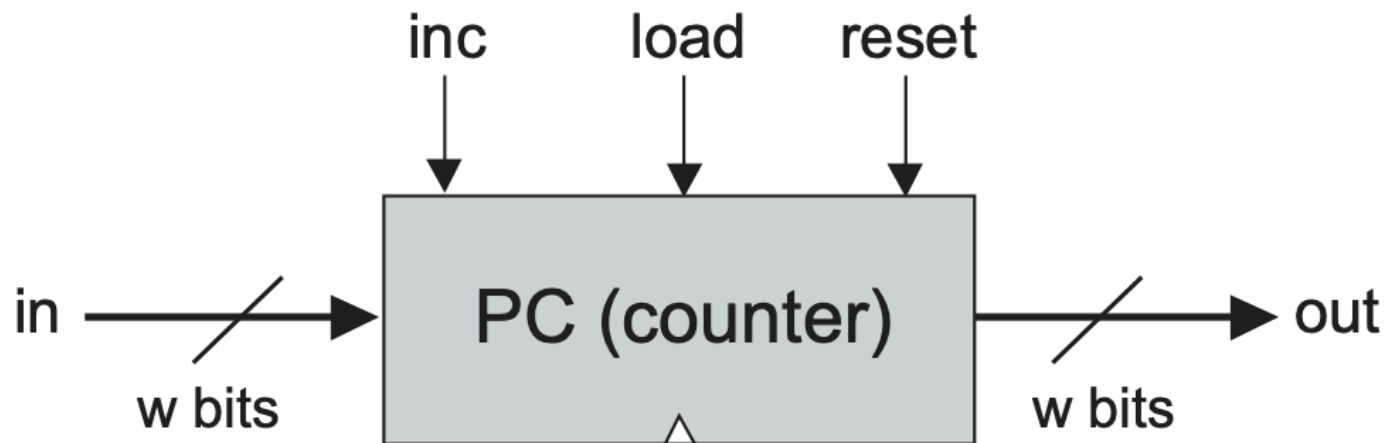 inc load reset
in PC (counter) out
w bits w bits